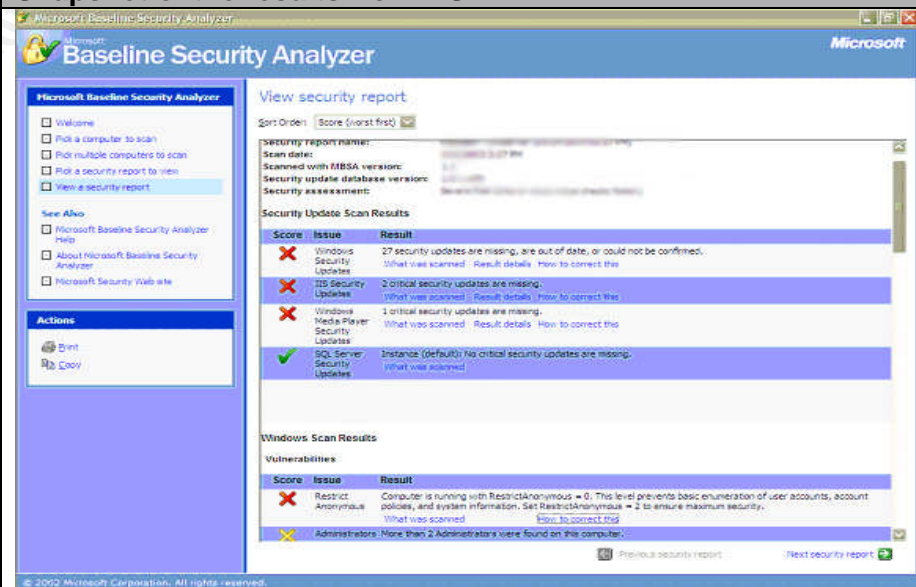 Microsoft Baseline Security Analyzer
Microsoft
Baseline Security Analyzer
Microsoft
Microsoft Baseline Security Analyzer
Welcome
Pick a computer to scan
Pick multiple computers to scan
Pick a security report to view
View a security report
See Also
Microsoft Baseline Security Analyzer
Help
About Microsoft Baseline Security
Analyzer
Microsoft Security Web site
Actions
Print
Copy
View security report
Sort Order: Score (worst first)
Security report name:
Scan date:
Scanned with MBSA version:
Security update database version:
Security assessment:
Security Update Scan Results
Score Issue Result
Windows Security Updates 27 security updates are missing, are out of date, or could not be confirmed.
What was scanned Result details How to correct this
IIS Security Updates 2 critical security updates are missing.
What was scanned Result details How to correct this
Windows Media Player Security Updates 1 critical security updates are missing.
What was scanned Result details How to correct this
SQL Server Security Updates Instance (default): No critical security updates are missing.
What was scanned
Windows Scan Results
Vulnerabilities
Score Issue Result
Restrict Anonymous Computer is running with RestrictAnonymous = 0. This level prevents basic enumeration of user accounts, account
policies, and system information. Set RestrictAnonymous = 2 to ensure maximum security.
What was scanned How to correct this
Administrators More than 2 Administrators were found on this computer.
Previous security report Next security report
© 2002 Microsoft Corporation. All rights reserved.